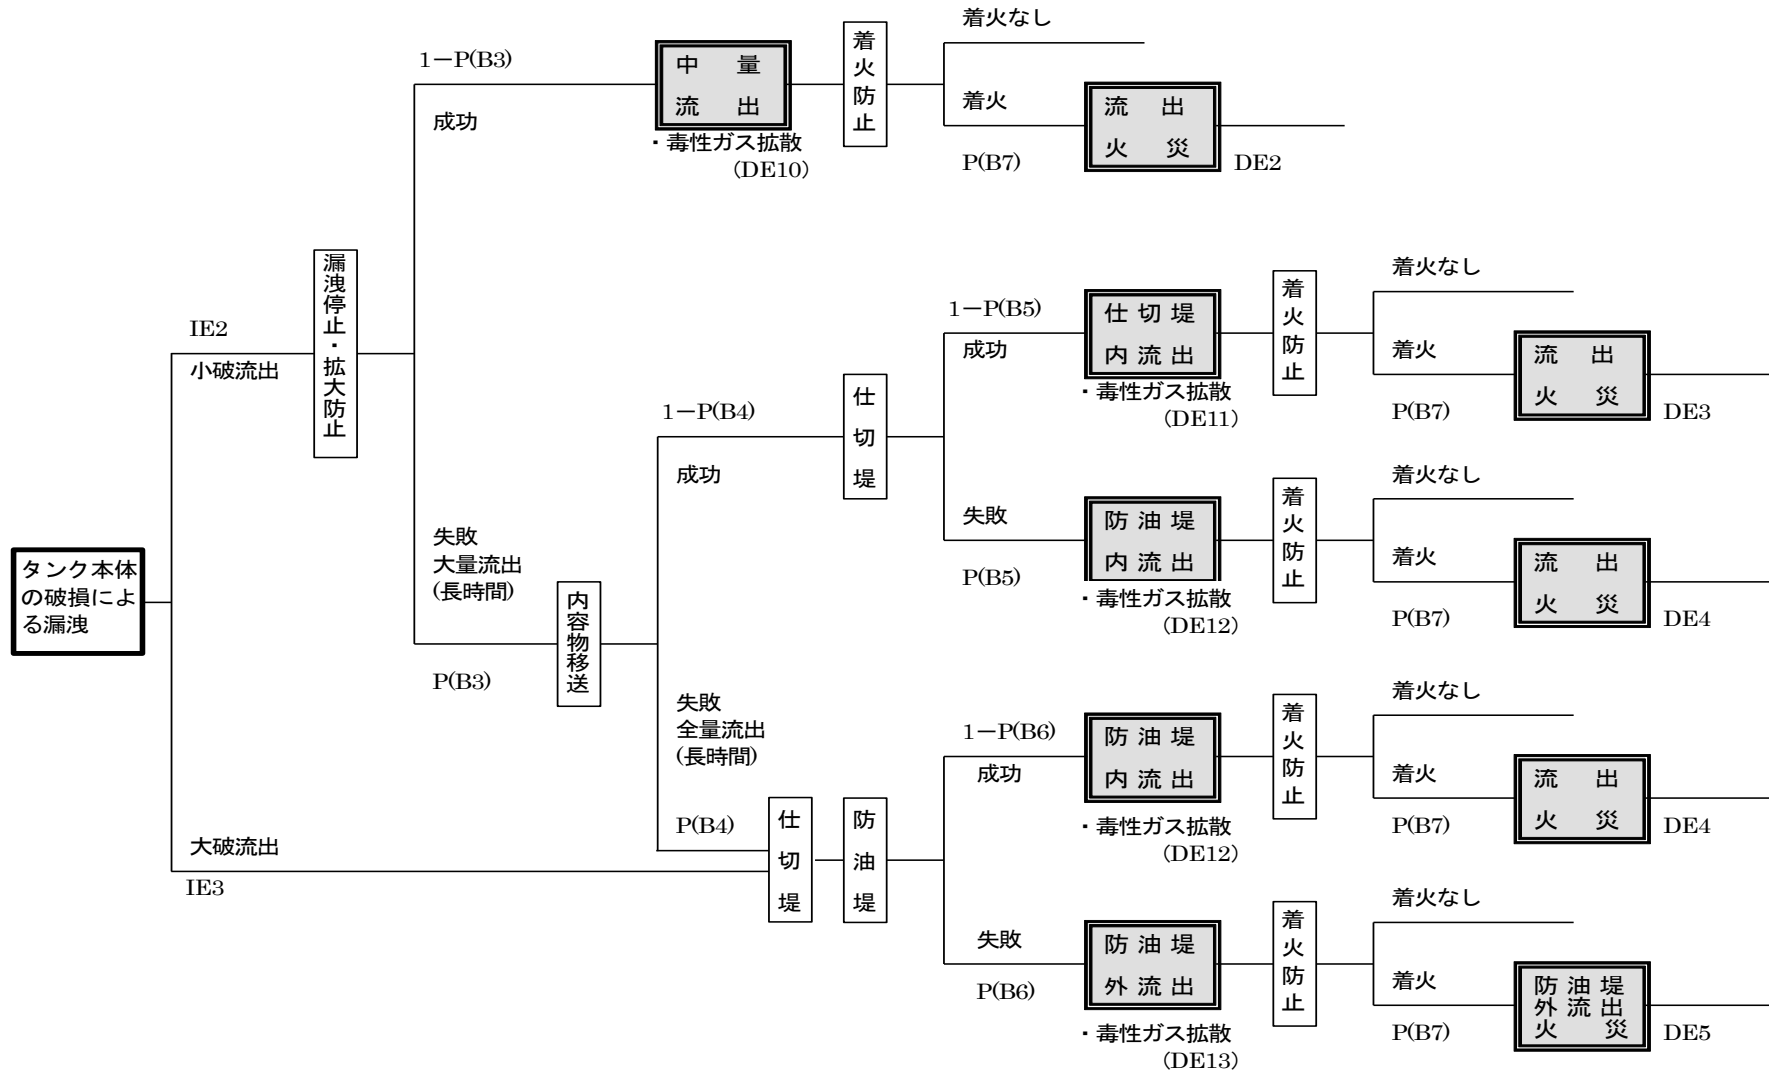 着火なし
1－P(B3)
中 量
流 出
着火防止
成功
着火
流 出
火 災
・毒性ガス拡散
(DE10)
P(B7)
DE2
漏洩停止・拡大防止
着火なし
IE2
小破流出
1－P(B5)
成功
仕切堤
内流出
着火防止
着火
流 出
火 災
・毒性ガス拡散
(DE11)
P(B7)
DE3
1－P(B4)
成功
仕切堤
着火なし
失敗
P(B5)
防油堤
内流出
着火防止
着火
流 出
火 災
・毒性ガス拡散
(DE12)
P(B7)
DE4
タンク本体
の破損によ
る漏洩
失敗
大量流出
(長時間)
P(B3)
内容物移送
失敗
全量流出
(長時間)
P(B4)
着火なし
1－P(B6)
成功
防油堤
内流出
着火防止
着火
流 出
火 災
・毒性ガス拡散
(DE12)
P(B7)
DE4
大破流出
IE3
仕切堤
防油堤
着火なし
失敗
P(B6)
防油堤
外流出
着火防止
着火
防油堤
外流出
火 災
・毒性ガス拡散
(DE13)
P(B7)
DE5